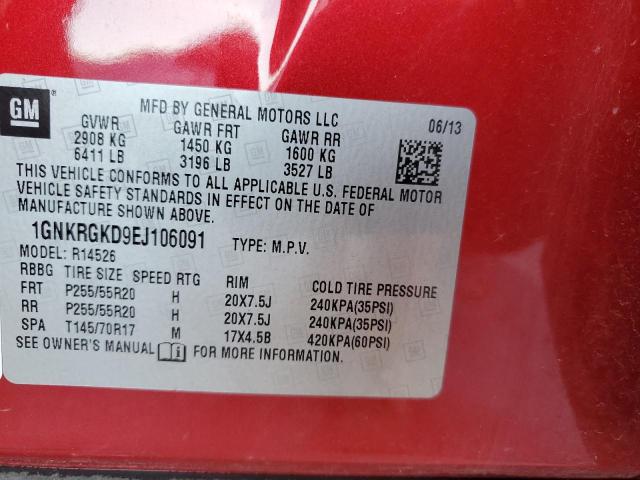 GM
MFD BY GENERAL MOTORS LLC
GVWR GAWR FRT GAWR RR 06/13
2908 KG 1450 KG 1600 KG
6411 LB 3196 LB 3527 LB
THIS VEHICLE CONFORMS TO ALL APPLICABLE U.S. FEDERAL MOTOR
VEHICLE SAFETY STANDARDS IN EFFECT ON THE DATE OF
MANUFACTURE SHOWN ABOVE.
1GNKRGKD9EJ106091 TYPE: M.P.V.
MODEL: R14526
RBBG TIRE SIZE SPEED RTG RIM COLD TIRE PRESSURE
FRT P255/55R20 H 20X7.5J 240KPA(35PSI)
RR P255/55R20 H 20X7.5J 240KPA(35PSI)
SPA T145/70R17 M 17X4.5B 420KPA(60PSI)
SEE OWNER'S MANUAL FOR MORE INFORMATION.